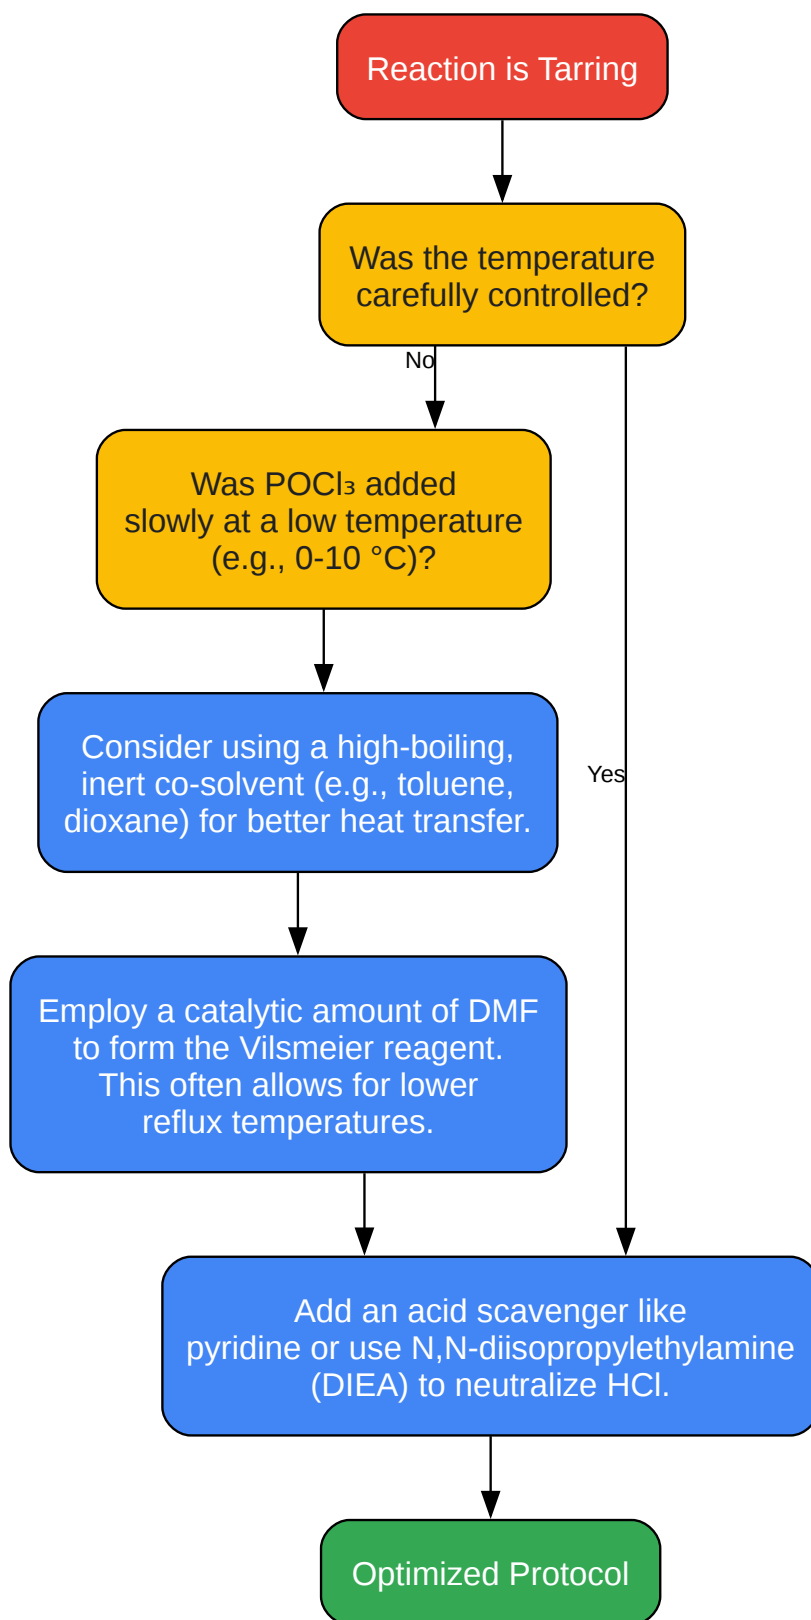 Reaction is Tarring
Was the temperature
carefully controlled?
No
Was POCl₃ added
slowly at a low temperature
(e.g., 0-10 °C)?
Consider using a high-boiling,
inert co-solvent (e.g., toluene,
dioxane) for better heat transfer.
Yes
Employ a catalytic amount of DMF
to form the Vilsmeier reagent.
This often allows for lower
reflux temperatures.
Add an acid scavenger like
pyridine or use N,N-diisopropylethylamine
(DIEA) to neutralize HCl.
Optimized Protocol